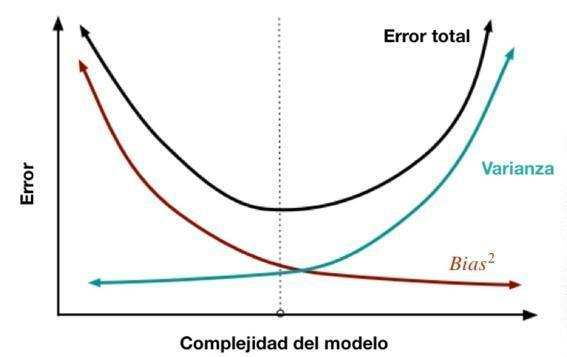 Error total
Varianza
Error
Bias²
Complejidad del modelo